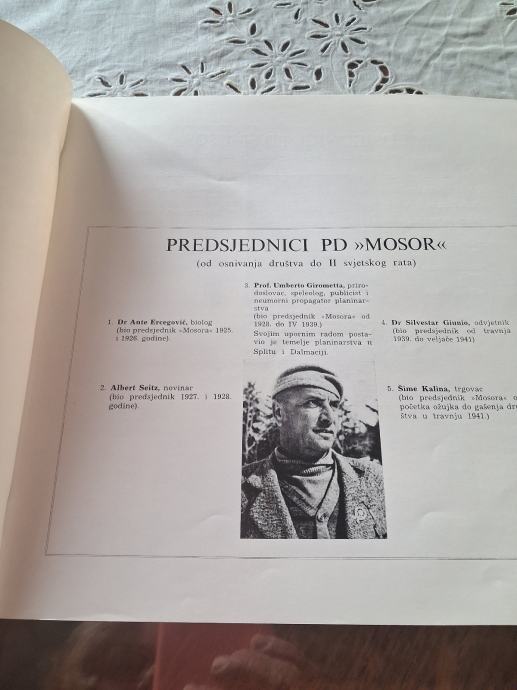 PREDSJEDNICI PD »MOSOR«
(od osnivanja društva do II svjetskog rata)
1. Dr Ante Ercegović, biolog
(bio predsjednik »Mosora« 1925.
i 1926. godine).
2. Albert Seitz, novinar
(bio predsjednik 1927. i 1928.
godine).
3. Prof. Umberto Girometta, priro-
doslovac, speleolog, publicist i
neumorni propagator planinar-
stva
(bio predsjednik »Mosora« od
1928. do IV 1939.)
Svojim upornim radom posta-
vio je temelje planinarstva u
Splitu i Dalmaciji.
4. Dr Silvestar Giunio, odvjetnik
(bio predsjednik od travnja
1939. do veljače 1941)
5. Šime Kalina, trgovac
(bio predsjednik »Mosora« o
početka ožujka do gašenja dru
štva u travnju 1941.)